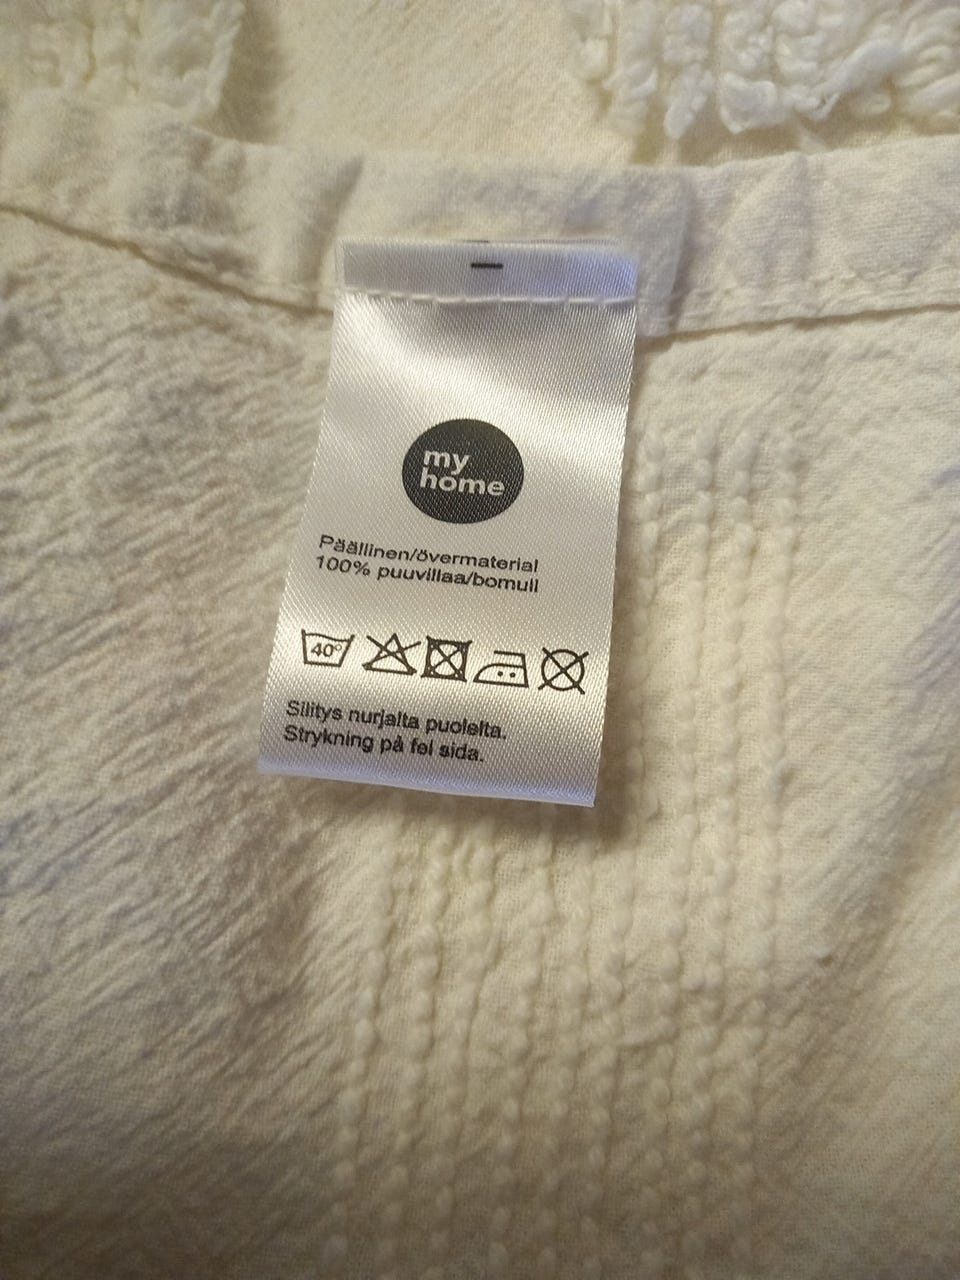 my
home
Päällinen/övermaterial
100% puuvillaa/bomull
40°
Silitys nurjalta puolelta.
Strykning på fel sida.